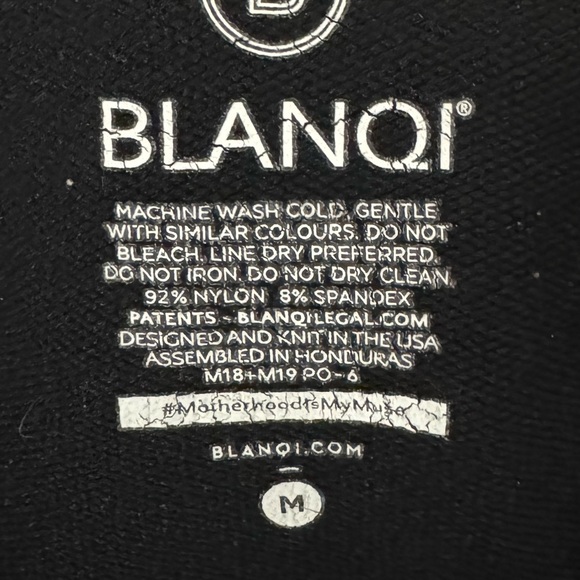 B
BLANQI®
MACHINE WASH COLD, GENTLE
WITH SIMILAR COLOURS. DO NOT
BLEACH. LINE DRY PREFERRED.
DO NOT IRON. DO NOT DRY CLEAN.
92% NYLON 8% SPANDEX
PATENTS - BLANQILEGAL.COM
DESIGNED AND KNIT IN THE USA
ASSEMBLED IN HONDURAS
M18+M19 PO-6
#MotherhoodIsMyMuse
BLANQI.COM
M